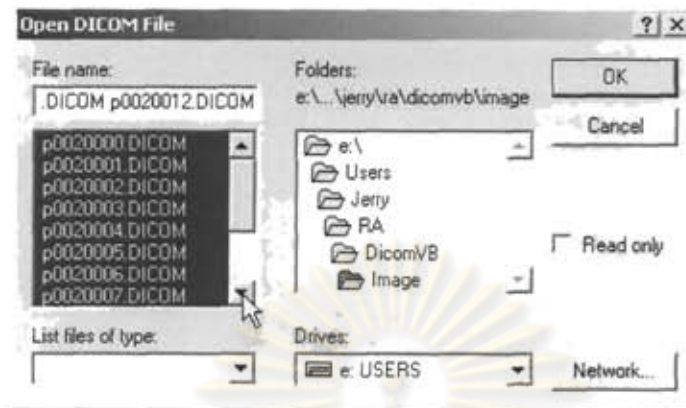 Open DICOM File
File name:
.DICOM p0020012.DICOM
p0020000.DICOM
p0020001.DICOM
p0020002.DICOM
p0020003.DICOM
p0020004.DICOM
p0020005.DICOM
p0020006.DICOM
p0020007.DICOM
List files of type:
Folders:
e:\...\jerry\ra\dicomvb\image
e:\
Users
Jerry
RA
DicomVB
Image
Drives:
e: USERS
OK
Cancel
Read only
Network...